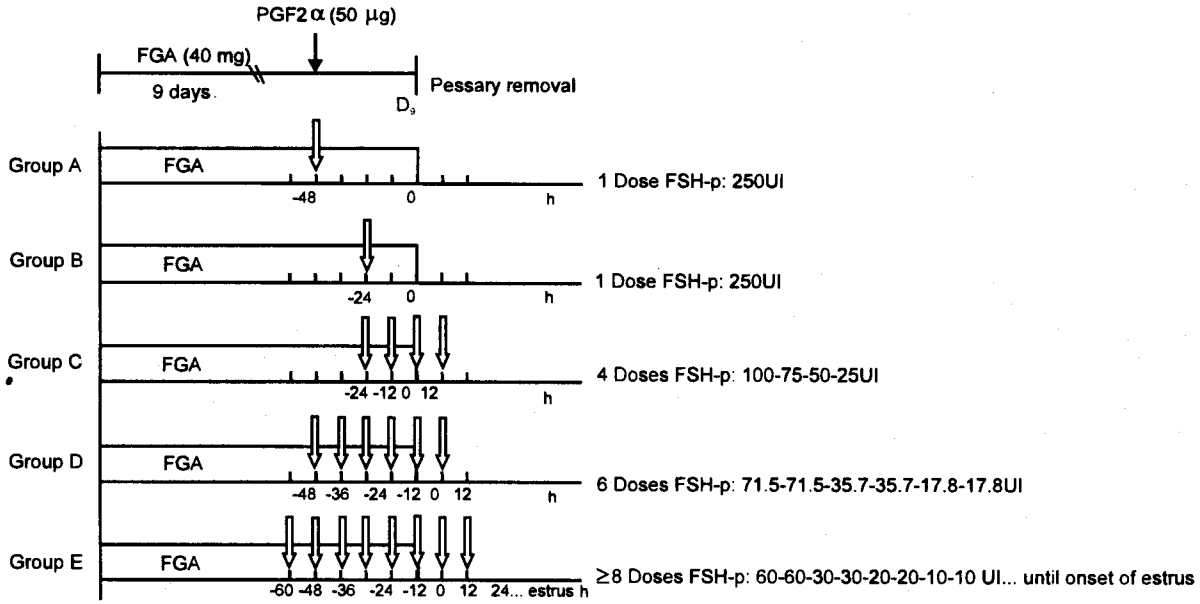 PGF2 α (50 µg)
FGA (40 mg)
9 days
D₉
Pessary removal
Group A
FGA
-48 0 h
1 Dose FSH-p: 250UI
Group B
FGA
-24 0 h
1 Dose FSH-p: 250UI
Group C
FGA
-24 -12 0 12 h
4 Doses FSH-p: 100-75-50-25UI
Group D
FGA
-48 -36 -24 -12 0 12 h
6 Doses FSH-p: 71.5-71.5-35.7-35.7-17.8-17.8UI
Group E
FGA
-60 -48 -36 -24 -12 0 12 24... estrus h
≥8 Doses FSH-p: 60-60-30-30-20-20-10-10 UI... until onset of estrus